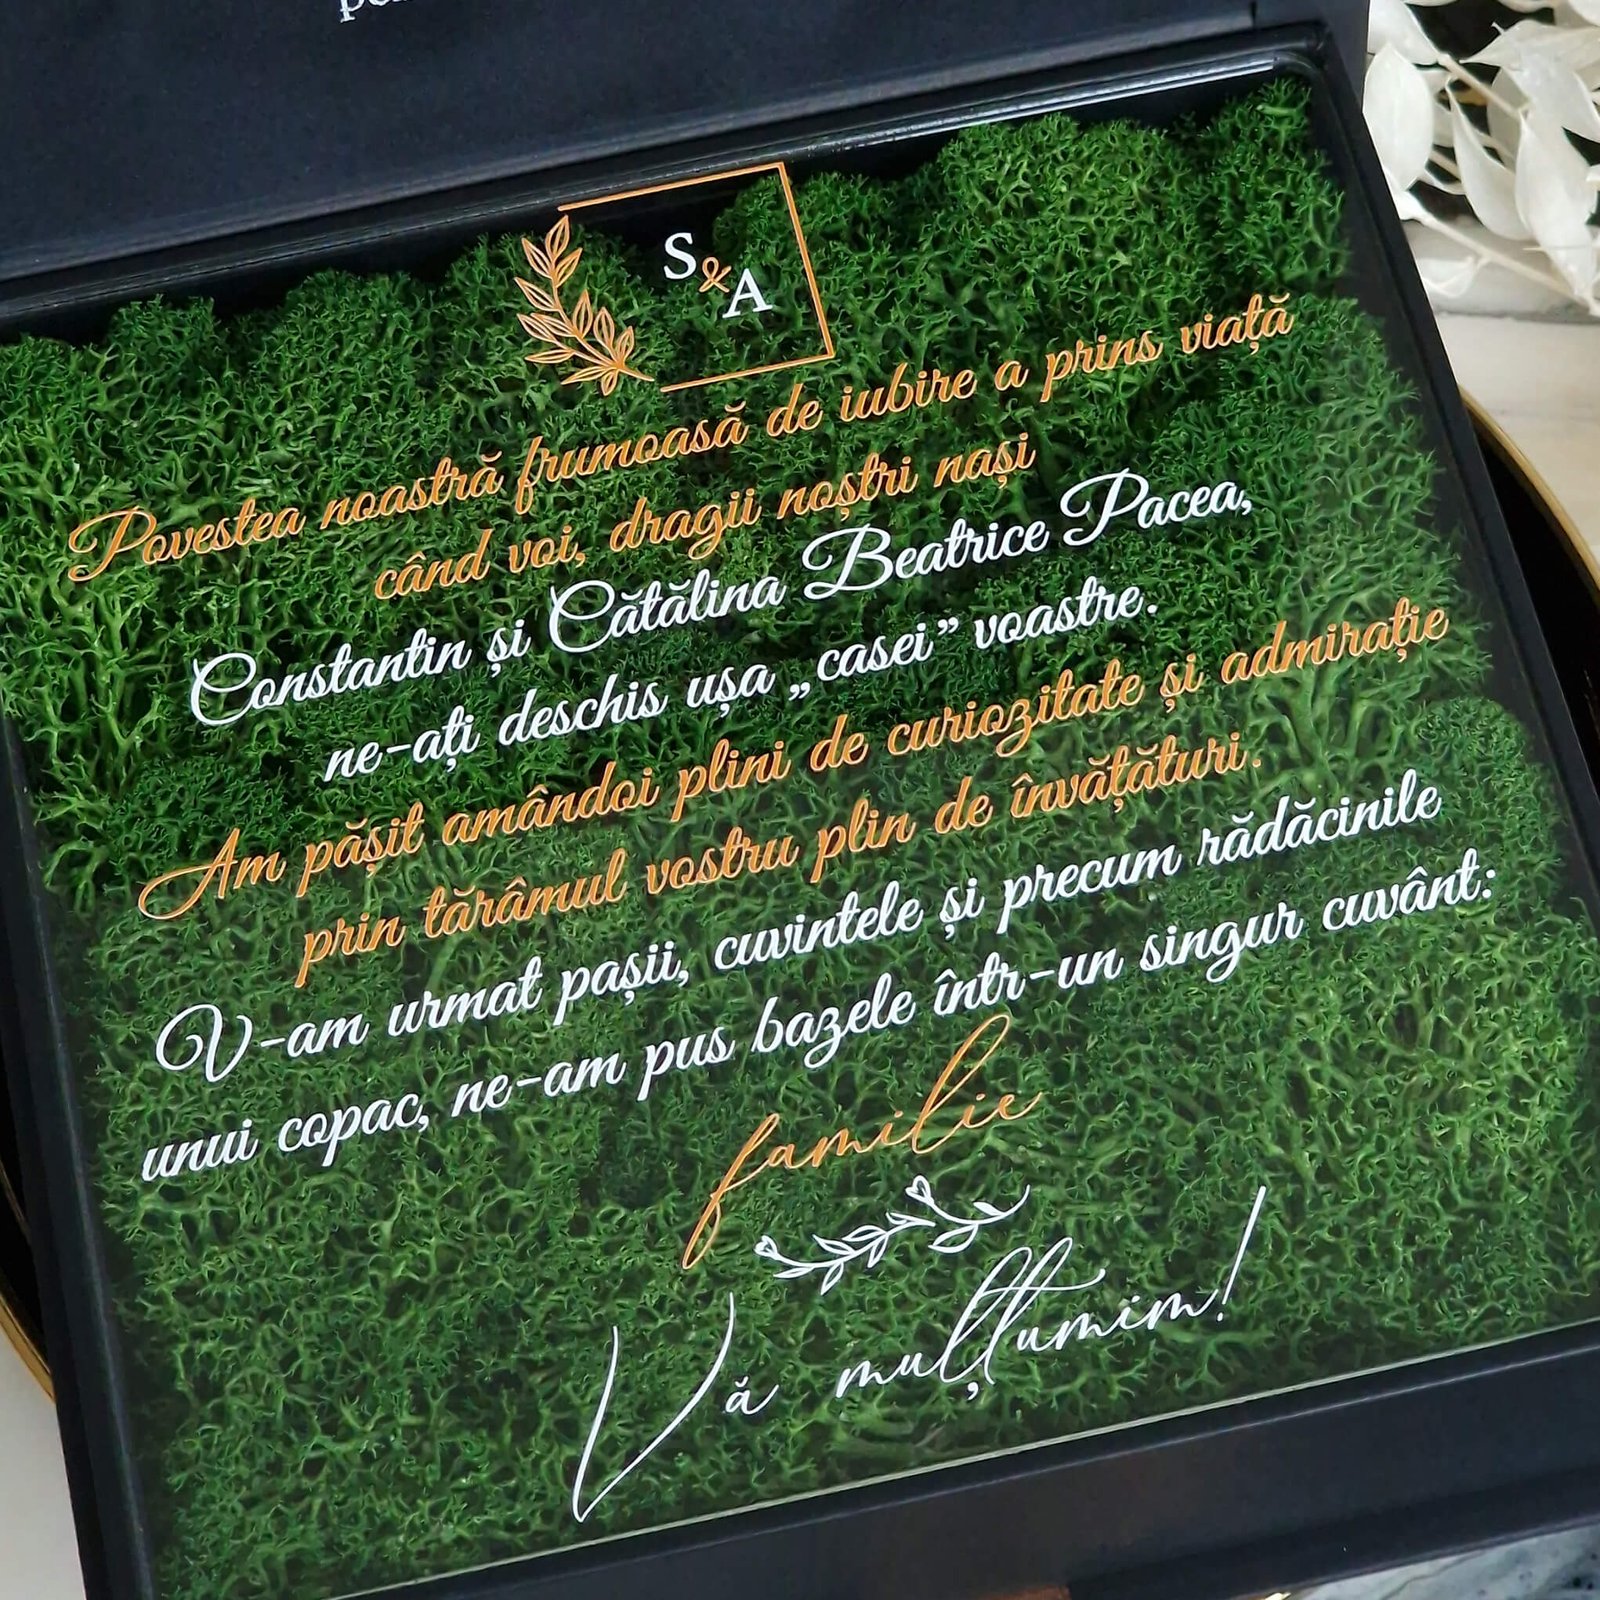 S
&
A
Povestea noastră frumoasă de iubire a prins viață
când voi, dragii noștri nași
Constantin și Cătălina Beatrice Pacea,
ne-ați deschis ușa „casei” voastre.
Am pășit amândoi plini de curiozitate și admirație
prin tărâmul vostru plin de învățături.
V-am urmat pașii, cuvintele și precum rădăcinile
unui copac, ne-am pus bazele într-un singur cuvânt:
familie
Vă mulțumim!